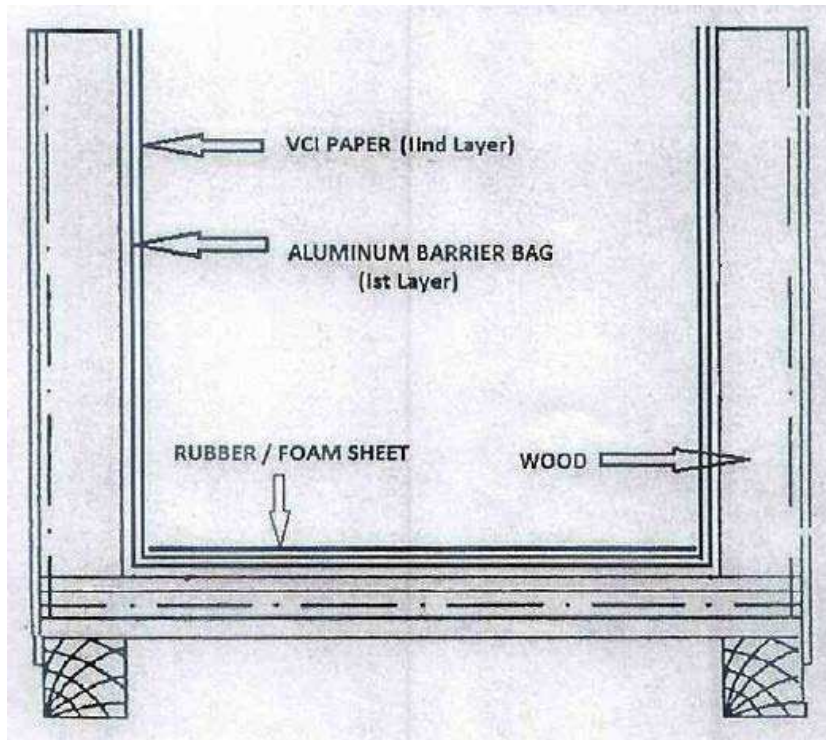 VCI PAPER (IInd Layer)
ALUMINUM BARRIER BAG
(Ist Layer)
RUBBER / FOAM SHEET
WOOD